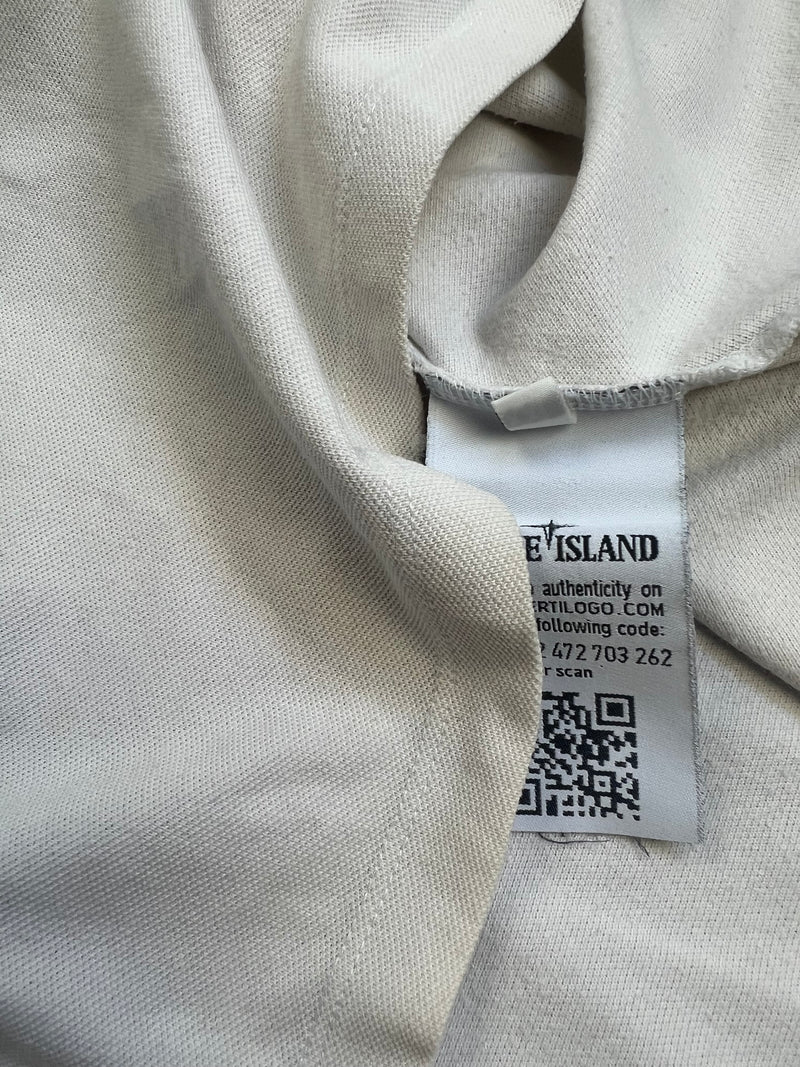 E ISLAND
authenticity on
ERTILOGO.COM
following code:
2 472 703 262
r scan